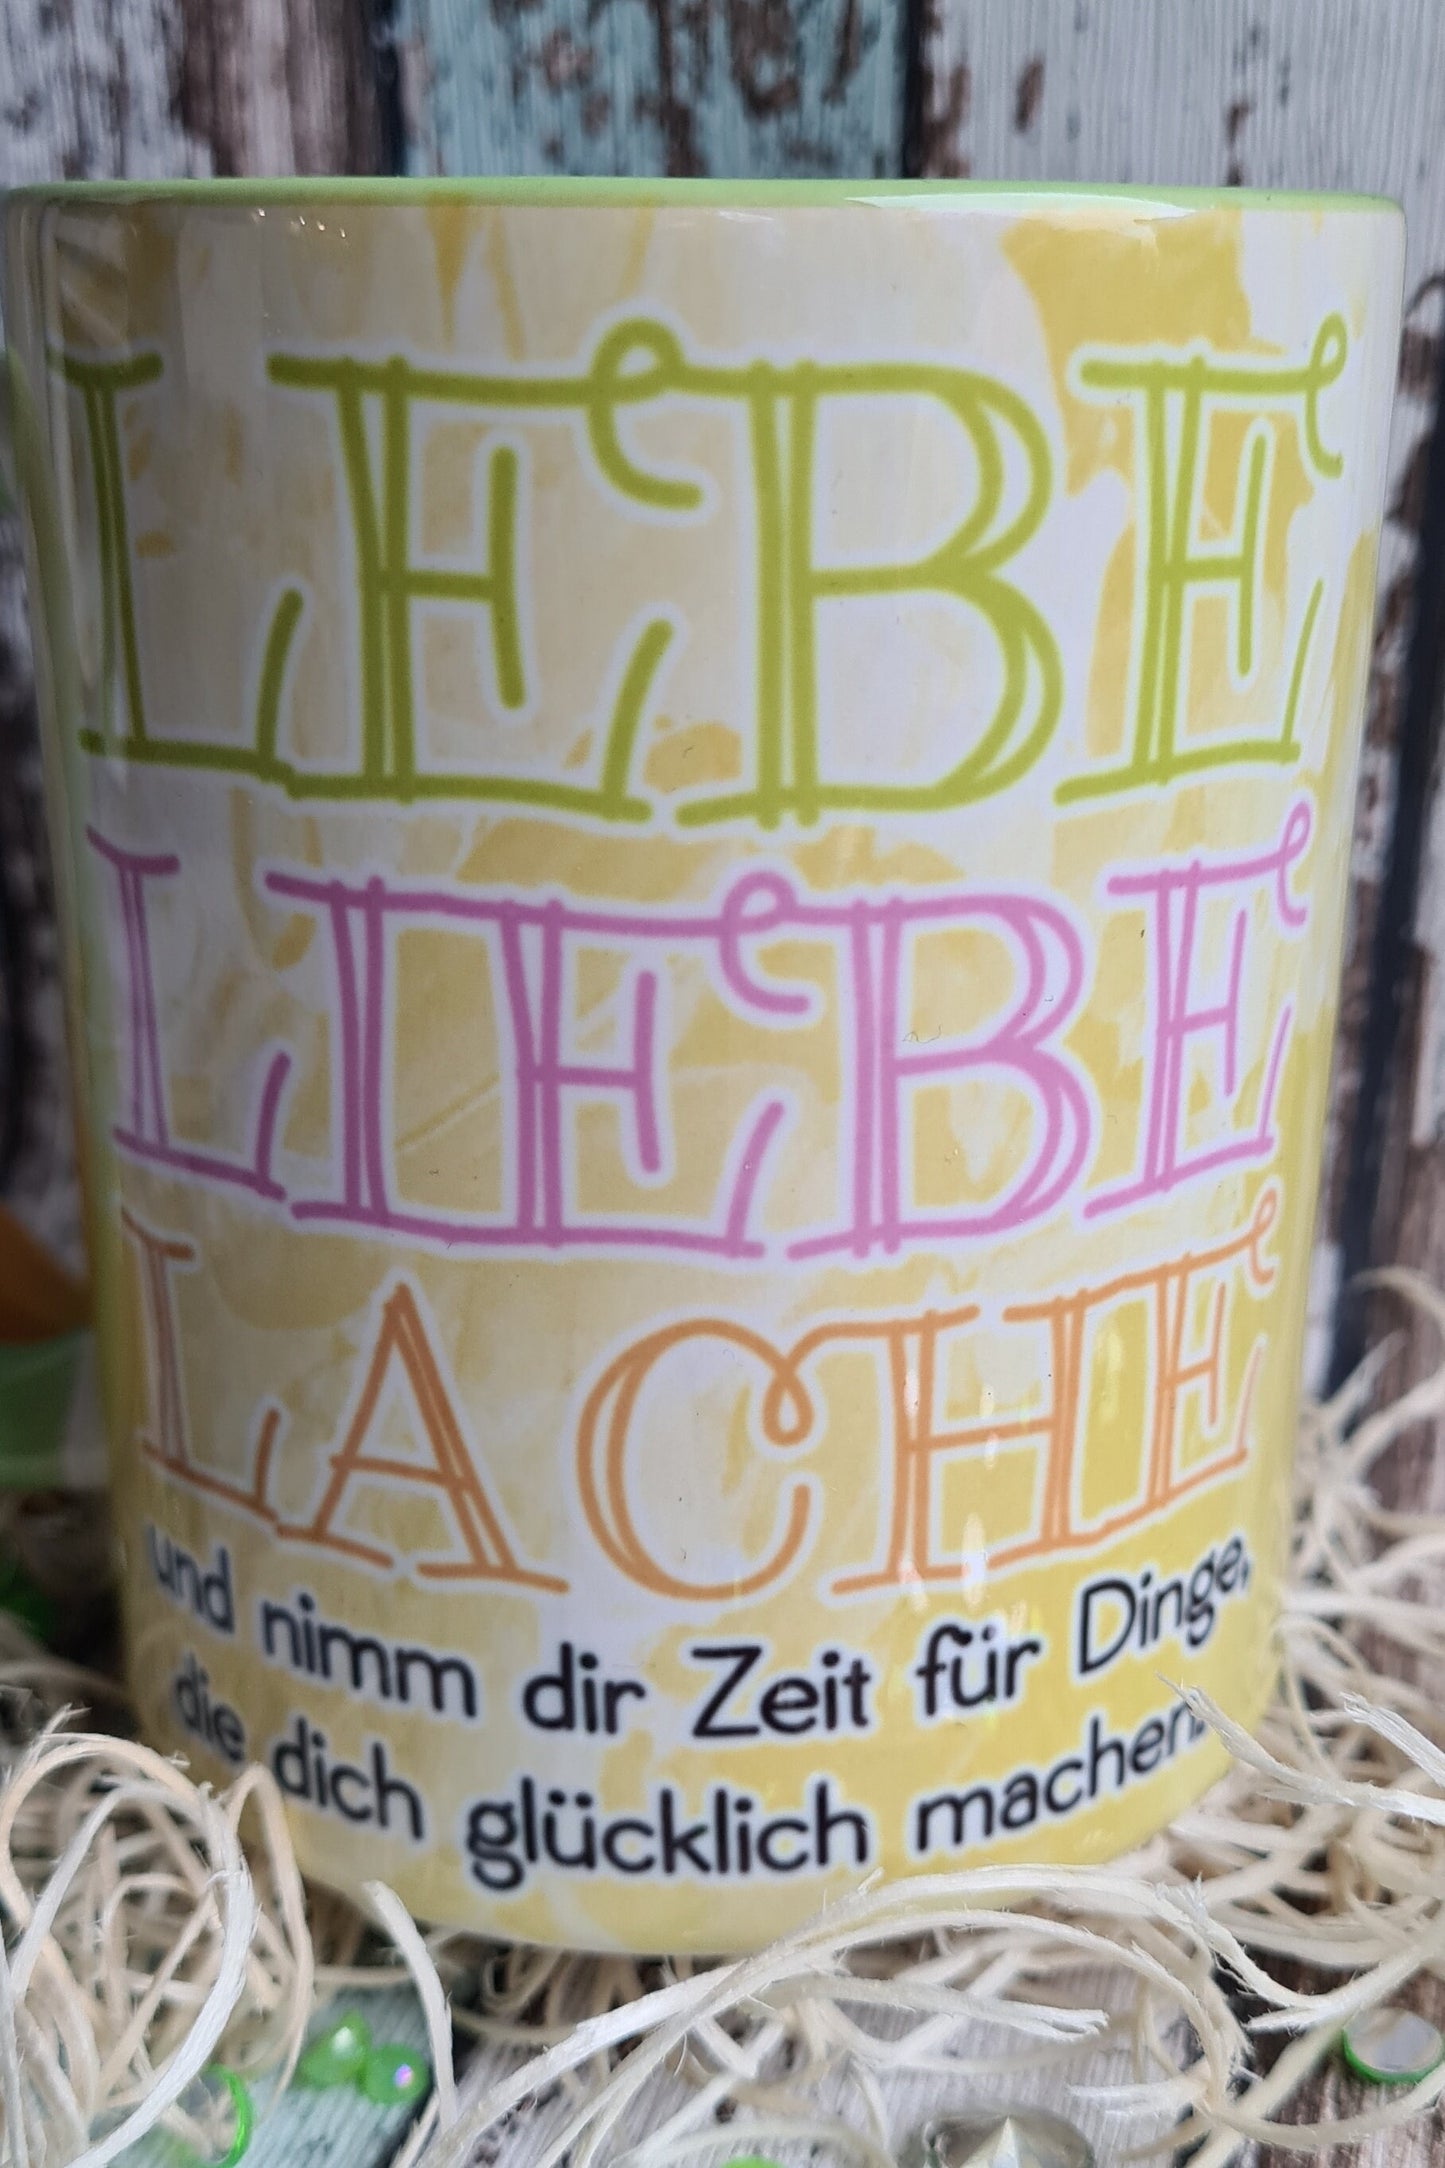 LEBE
LIEBE
LACHE
und nimm dir Zeit für Dinge,
die dich glücklich machen.